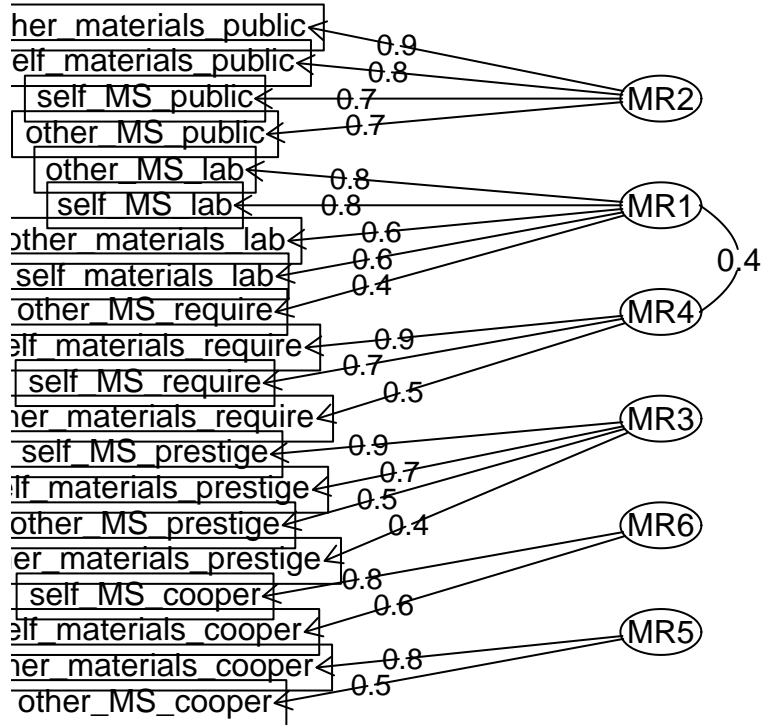 her_materials_public
elf_materials_public
self_MS_public
other_MS_public
other_MS_lab
self_MS_lab
other_materials_lab
self_materials_lab
other_MS_require
elf_materials_require
self_MS_require
her_materials_require
self_MS_prestige
elf_materials_prestige
other_MS_prestige
er_materials_prestige
self_MS_cooper
elf_materials_cooper
her_materials_cooper
other_MS_cooper
0.9
0.8
0.7
0.7
0.8
0.8
0.6
0.6
0.4
0.9
0.7
0.5
0.9
0.7
0.5
0.4
0.8
0.6
0.8
0.5
MR2
MR1
MR4
MR3
MR6
MR5
0.4